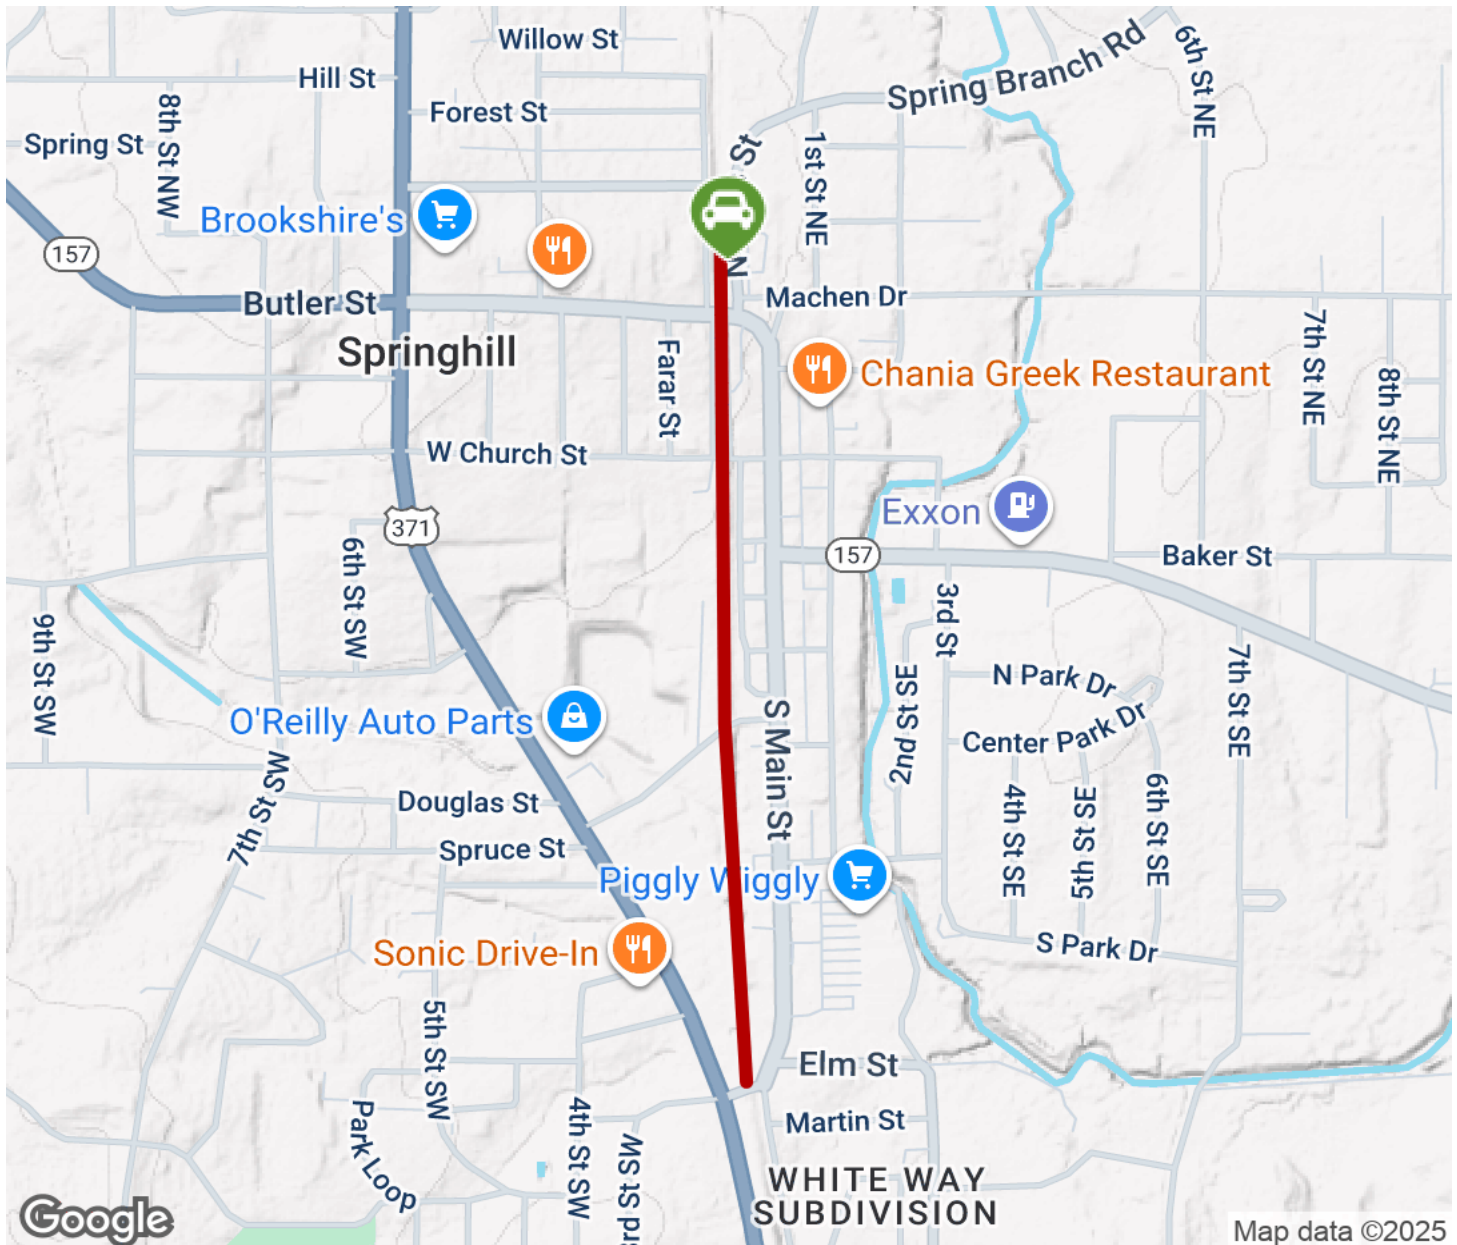 Willow St
Hill St
Forest St
Spring St
8th St NW
Spring Branch Rd
6th St NE
St
1st St NE
Brookshire's
157
N
Butler St
Machen Dr
Springhill
Farar St
Chania Greek Restaurant
7th St NE
8th St NE
W Church St
371
Exxon
157
Baker St
6th St SW
9th St SW
3rd St
N Park Dr
2nd St SE
7th St SE
O'Reilly Auto Parts
S Main St
Center Park Dr
7th St SW
Douglas St
4th St SE
5th St SE
6th St SE
Spruce St
Piggly Wiggly
Sonic Drive-In
S Park Dr
5th St SW
Elm St
Park Loop
4th St SW
Martin St
3rd St SW
WHITE WAY
SUBDIVISION
Google
Map data ©2025